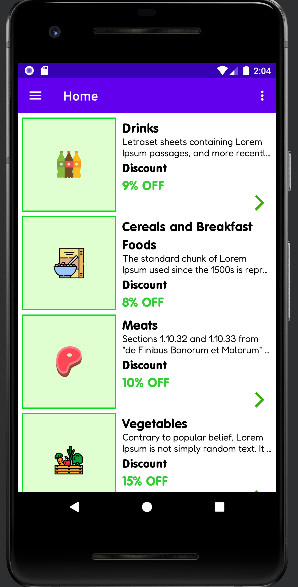 2:04
Home
Drinks
Letraset sheets containing Lorem
Ipsum passages, and more recentl...
Discount
9% OFF
Cereals and Breakfast
Foods
The standard chunk of Lorem
Ipsum used since the 1500s is repr...
Discount
8% OFF
Meats
Sections 1.10.32 and 1.10.33 from
"de Finibus Bonorum et Malorum" ...
Discount
10% OFF
Vegetables
Contrary to popular belief, Lorem
Ipsum is not simply random text. It ...
Discount
15% OFF